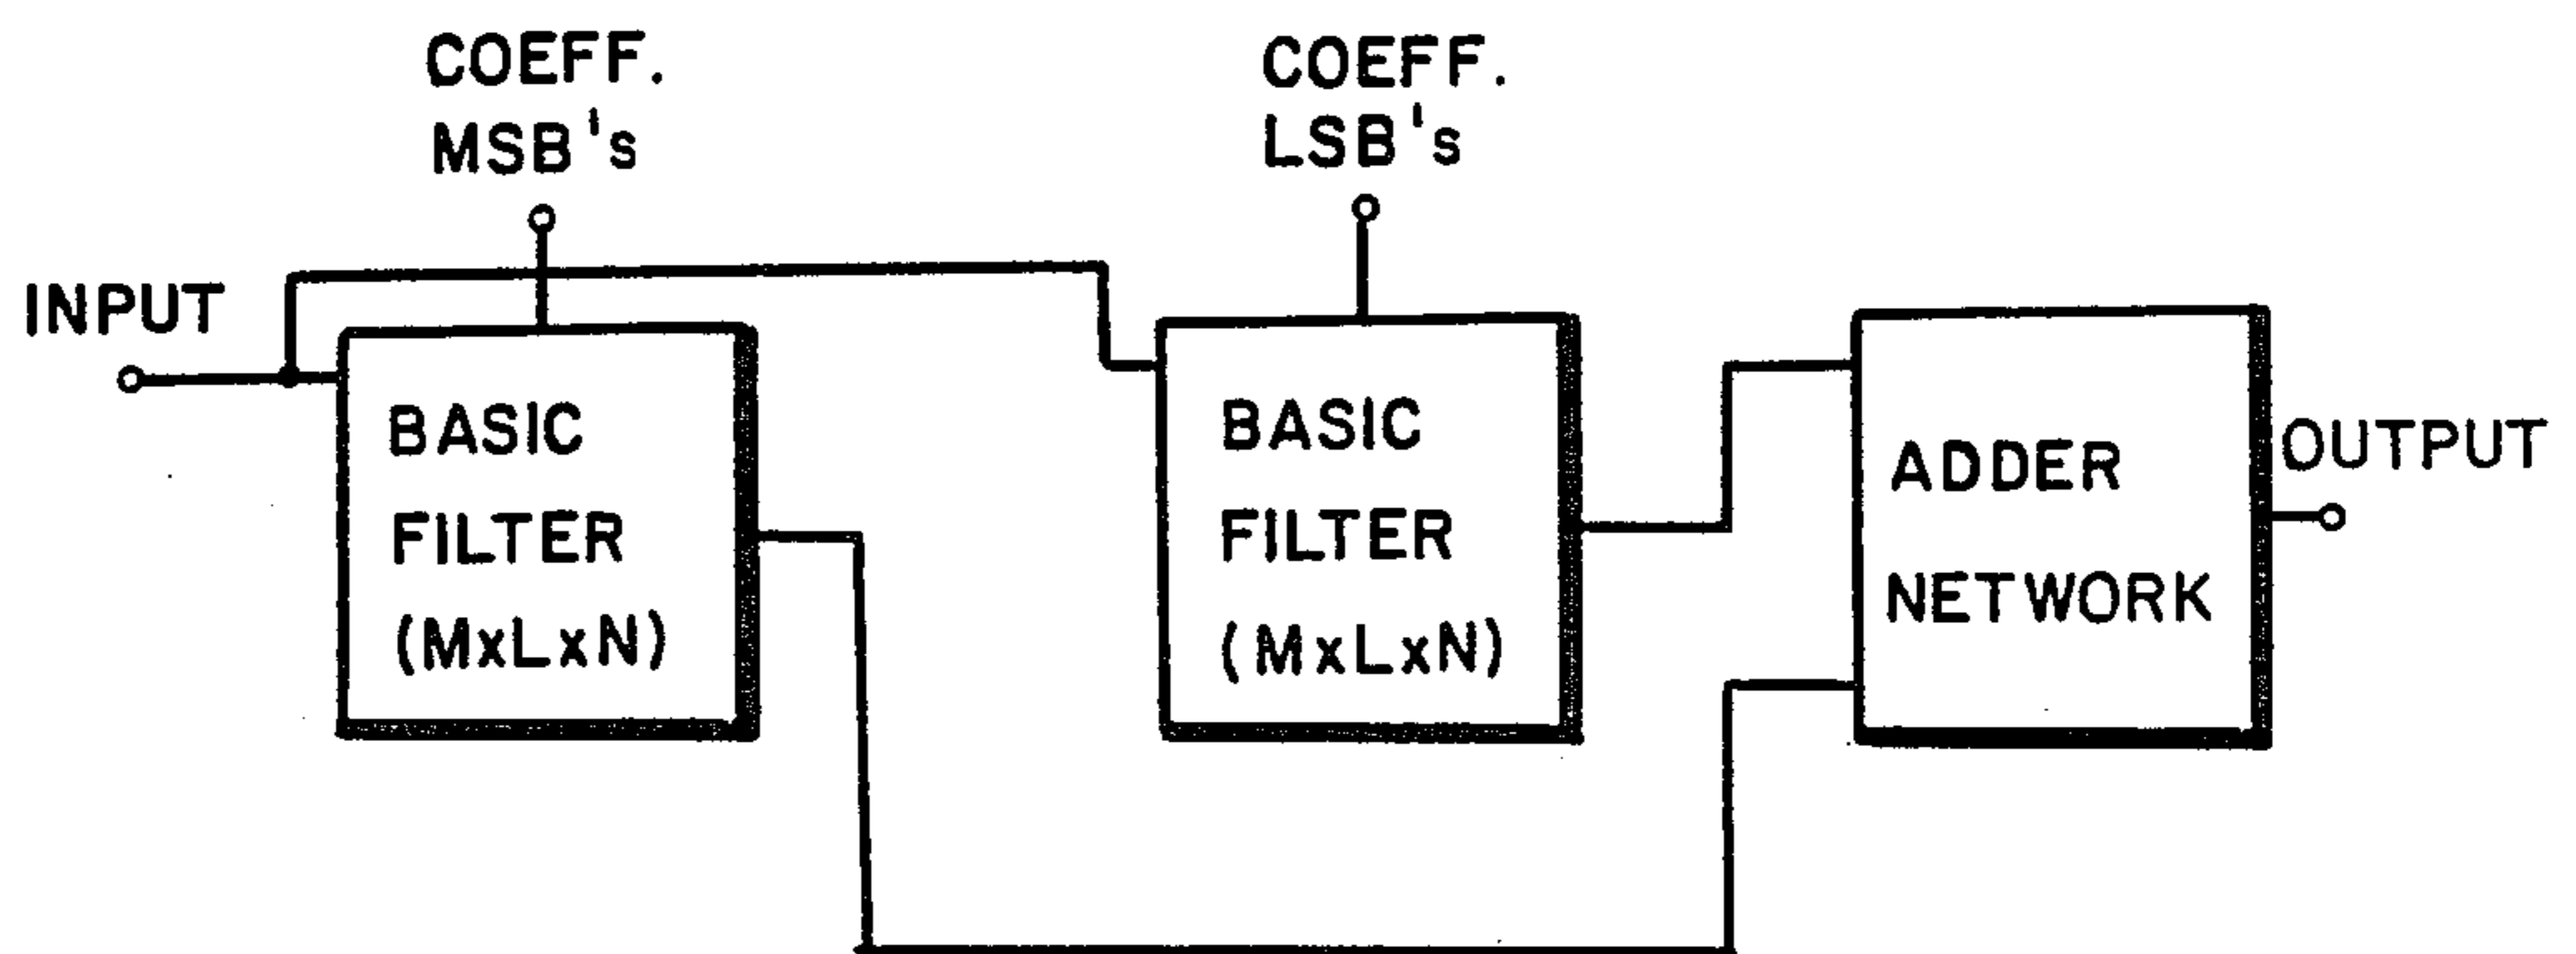 COEFF.
MSB's
COEFF.
LSB's
INPUT
BASIC
FILTER
(MxLxN)
BASIC
FILTER
(MxLxN)
ADDER
NETWORK
OUTPUT